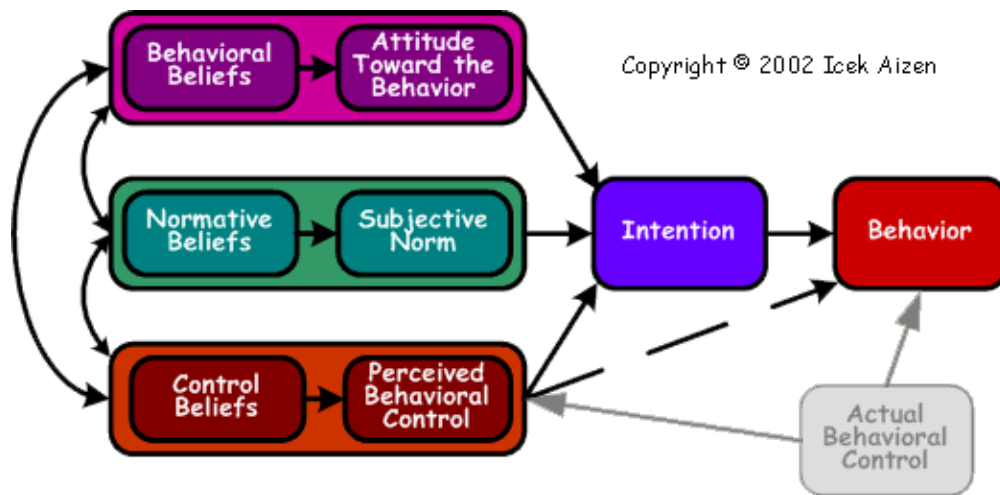 Behavioral
Beliefs
Attitude
Toward the
Behavior
Copyright © 2002 Icek Aizen
Normative
Beliefs
Subjective
Norm
Intention
Behavior
Control
Beliefs
Perceived
Behavioral
Control
Actual
Behavioral
Control